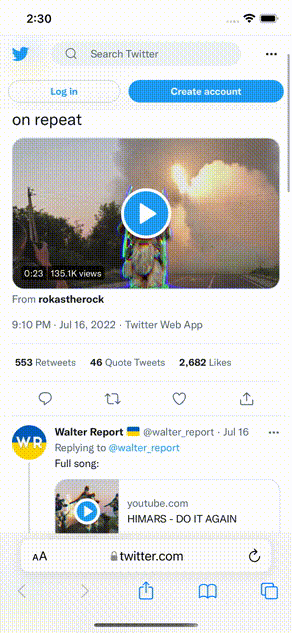 2:30
Search Twitter
Log in
Create account
on repeat
0:23
135.1K views
From rokastherock
9:10 PM · Jul 16, 2022 · Twitter Web App
553 Retweets 46 Quote Tweets 2,682 Likes
WR
Walter Report 🇺🇦 @walter_report · Jul 16
Replying to @walter_report
Full song:
youtube.com
HIMARS - DO IT AGAIN
AA
twitter.com